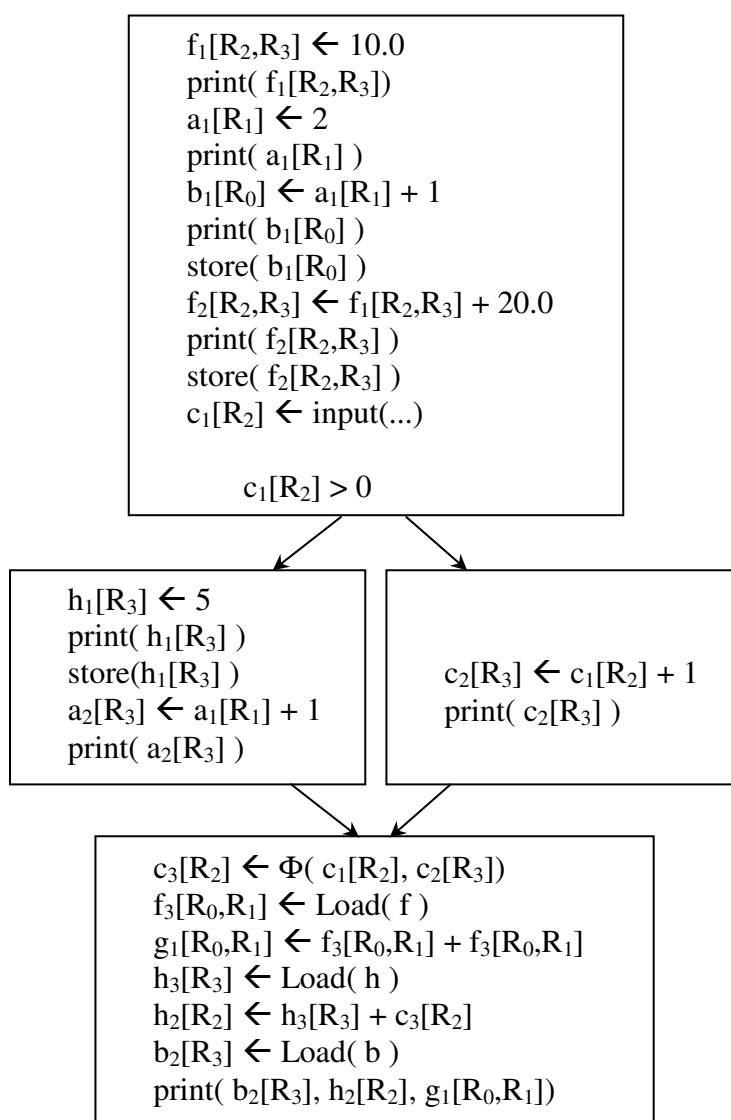 f₁[R₂,R₃] ← 10.0
print( f₁[R₂,R₃])
a₁[R₁] ← 2
print( a₁[R₁] )
b₁[R₀] ← a₁[R₁] + 1
print( b₁[R₀] )
store( b₁[R₀] )
f₂[R₂,R₃] ← f₁[R₂,R₃] + 20.0
print( f₂[R₂,R₃] )
store( f₂[R₂,R₃] )
c₁[R₂] ← input(...)
c₁[R₂] > 0
h₁[R₃] ← 5
print( h₁[R₃] )
store(h₁[R₃] )
a₂[R₃] ← a₁[R₁] + 1
print( a₂[R₃] )
c₂[R₃] ← c₁[R₂] + 1
print( c₂[R₃] )
c₃[R₂] ← Φ( c₁[R₂], c₂[R₃])
f₃[R₀,R₁] ← Load( f )
g₁[R₀,R₁] ← f₃[R₀,R₁] + f₃[R₀,R₁]
h₃[R₃] ← Load( h )
h₂[R₂] ← h₃[R₃] + c₃[R₂]
b₂[R₃] ← Load( b )
print( b₂[R₃], h₂[R₂], g₁[R₀,R₁])